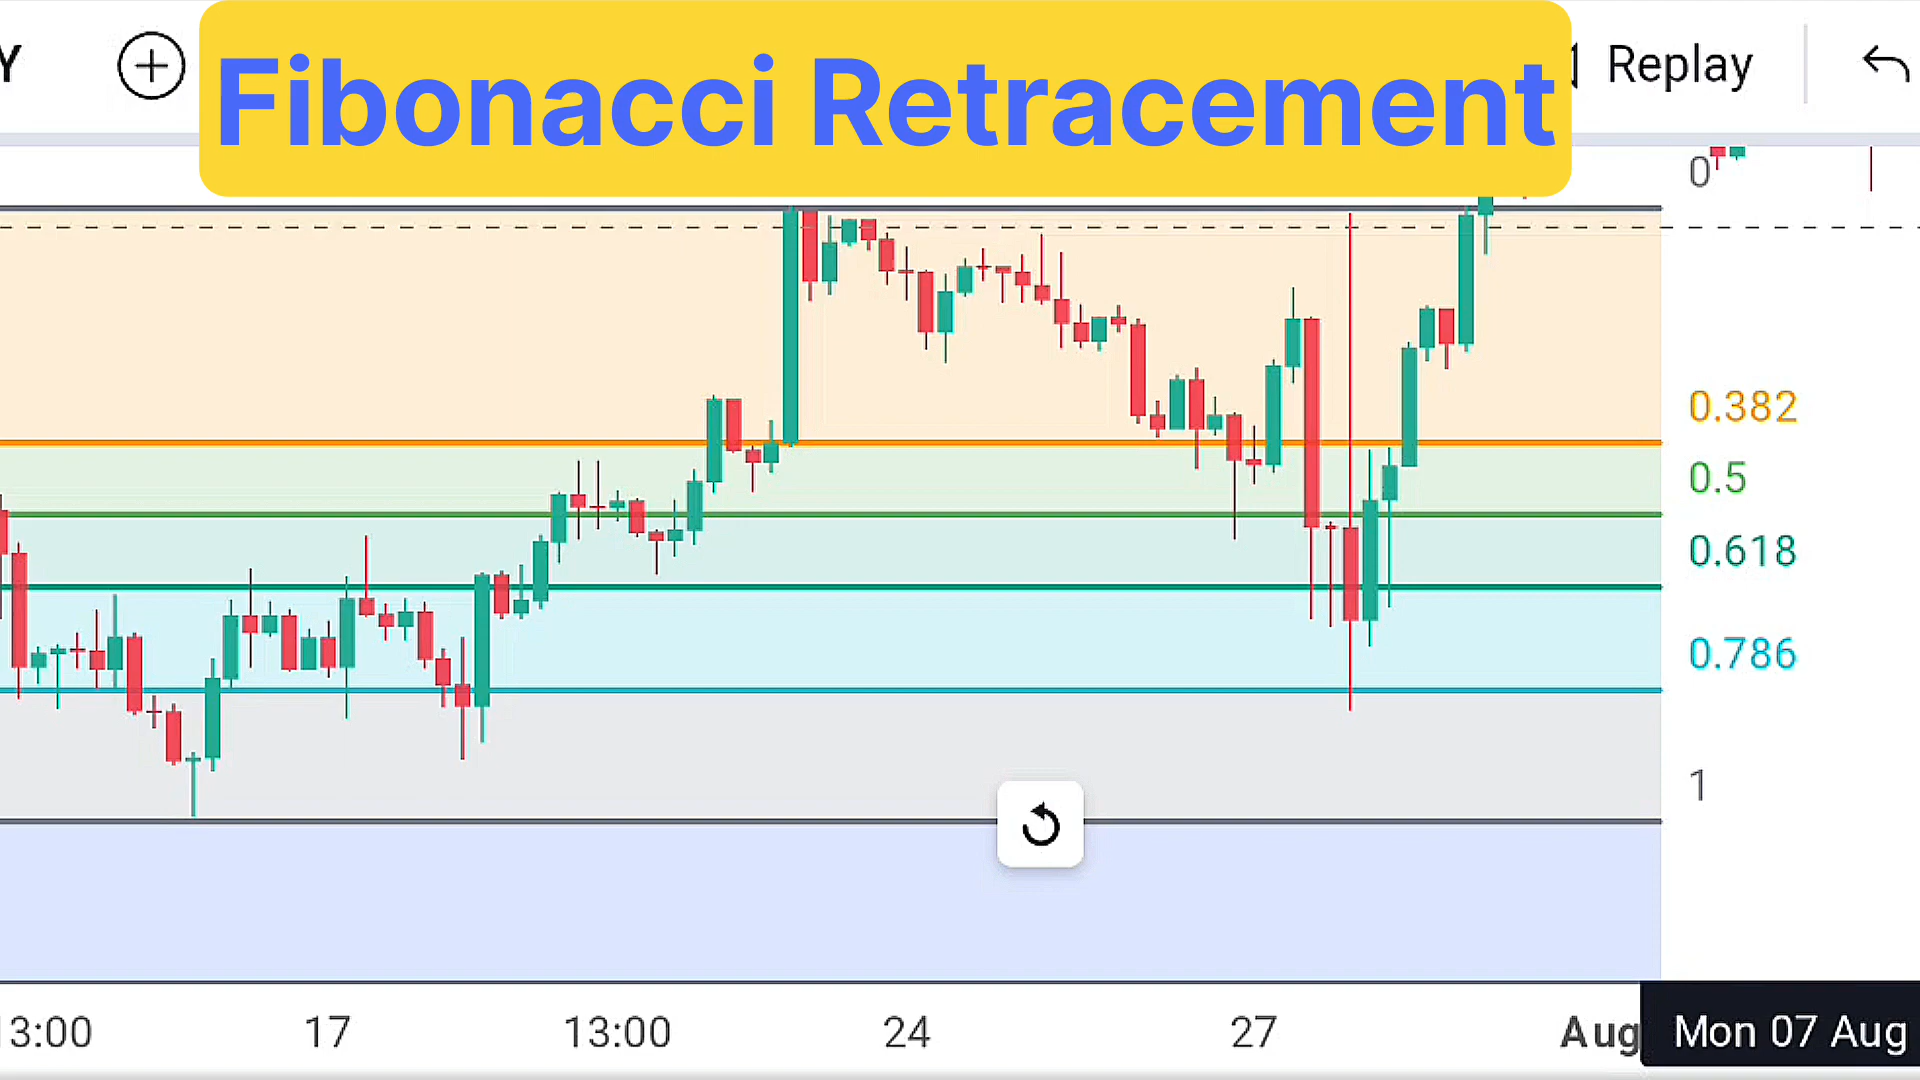 Y
Fibonacci Retracement
Replay
0
0.382
0.5
0.618
0.786
1
3:00 17 13:00 24 27 Aug Mon 07 Aug